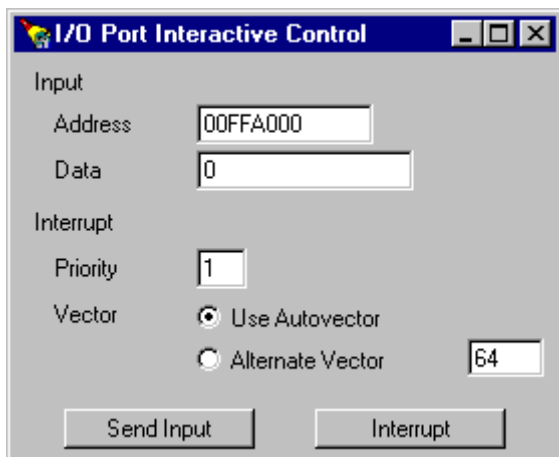 I/O Port Interactive Control
Input
Address 00FFA000
Data 0
Interrupt
Priority 1
Vector Use Autovector
Alternate Vector 64
Send Input Interrupt